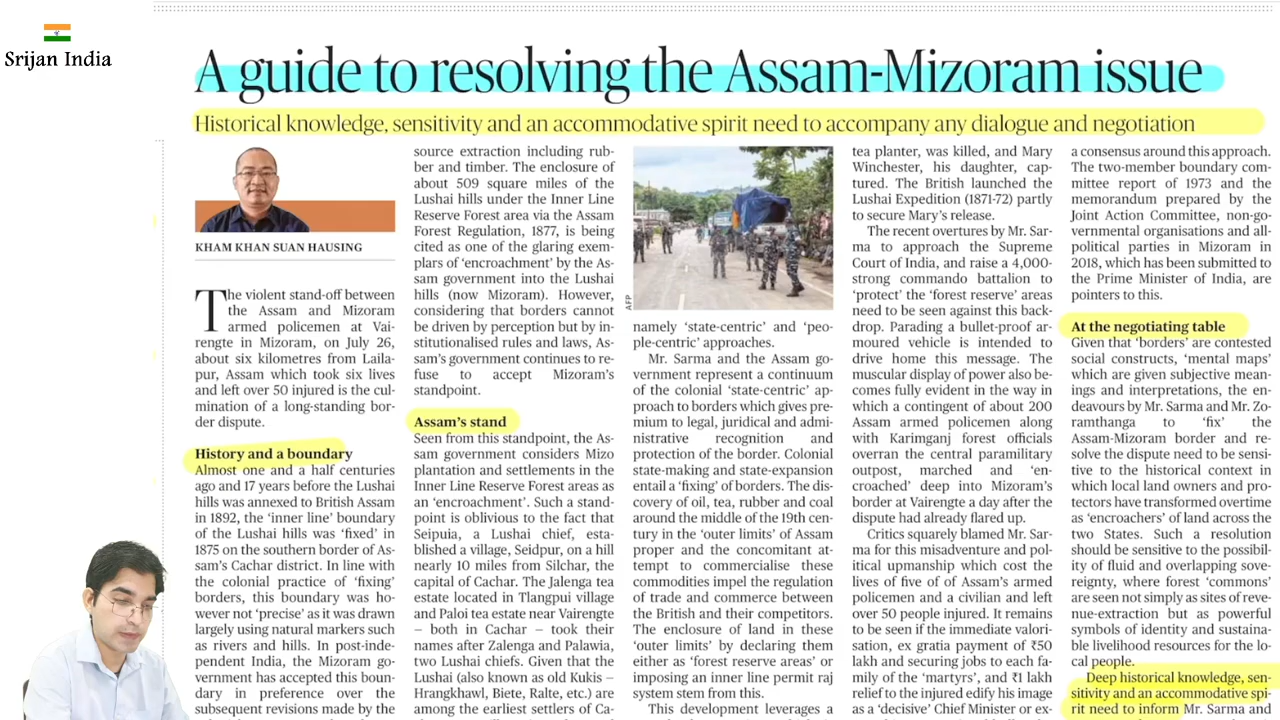 Srijan India
A guide to resolving the Assam-Mizoram issue
Historical knowledge, sensitivity and an accommodative spirit need to accompany any dialogue and negotiation
KHAM KHAN SUAN HAUSING
The violent stand-off between
the Assam and Mizoram
armed policemen at Vai-
rengte in Mizoram, on July 26,
about six kilometres from Laila-
pur, Assam which took six lives
and left over 50 injured is the cul-
mination of a long-standing bor-
der dispute.
History and a boundary
Almost one and a half centuries
ago and 17 years before the Lushai
hills was annexed to British Assam
in 1892, the ‘inner line’ boundary
of the Lushai hills was ‘fixed’ in
1875 on the southern border of As-
sam’s Cachar district. In line with
the colonial practice of ‘fixing’
borders, this boundary was ho-
wever not ‘precise’ as it was drawn
largely using natural markers such
as rivers and hills. In post-inde-
pendent India, the Mizoram go-
vernment has accepted this boun-
dary in preference over the
subsequent revisions made by the
source extraction including rub-
ber and timber. The enclosure of
about 509 square miles of the
Lushai hills under the Inner Line
Reserve Forest area via the Assam
Forest Regulation, 1877, is being
cited as one of the glaring exem-
plars of ‘encroachment’ by the As-
sam government into the Lushai
hills (now Mizoram). However,
considering that borders cannot
be driven by perception but by in-
stitutionalised rules and laws, As-
sam’s government continues to re-
fuse to accept Mizoram’s
standpoint.
Assam’s stand
Seen from this standpoint, the As-
sam government considers Mizo
plantation and settlements in the
Inner Line Reserve Forest areas as
an ‘encroachment’. Such a stand-
point is oblivious to the fact that
Seipuia, a Lushai chief, esta-
blished a village, Seidpur, on a hill
nearly 10 miles from Silchar, the
capital of Cachar. The Jalenga tea
estate located in Tlangpui village
and Paloi tea estate near Vairengte
– both in Cachar – took their
names after Zalenga and Palawia,
two Lushai chiefs. Given that the
Lushai (also known as old Kukis –
Hrangkhawl, Biete, Ralte, etc.) are
among the earliest settlers of Ca-
AFP
namely ‘state-centric’ and ‘peo-
ple-centric’ approaches.
Mr. Sarma and the Assam go-
vernment represent a continuum
of the colonial ‘state-centric’ ap-
proach to borders which gives pre-
mium to legal, juridical and admi-
nistrative recognition and
protection of the border. Colonial
state-making and state-expansion
entail a ‘fixing’ of borders. The dis-
covery of oil, tea, rubber and coal
around the middle of the 19th cen-
tury in the ‘outer limits’ of Assam
proper and the concomitant at-
tempt to commercialise these
commodities impel the regulation
of trade and commerce between
the British and their competitors.
The enclosure of land in these
‘outer limits’ by declaring them
either as ‘forest reserve areas’ or
imposing an inner line permit raj
system stem from this.
This development leverages a
tea planter, was killed, and Mary
Winchester, his daughter, cap-
tured. The British launched the
Lushai Expedition (1871-72) partly
to secure Mary’s release.
The recent overtures by Mr. Sar-
ma to approach the Supreme
Court of India, and raise a 4,000-
strong commando battalion to
‘protect’ the ‘forest reserve’ areas
need to be seen against this back-
drop. Parading a bullet-proof ar-
moured vehicle is intended to
drive home this message. The
muscular display of power also be-
comes fully evident in the way in
which a contingent of about 200
Assam armed policemen along
with Karimganj forest officials
overran the central paramilitary
outpost, marched and ‘en-
croached’ deep into Mizoram’s
border at Vairengte a day after the
dispute had already flared up.
Critics squarely blamed Mr. Sar-
ma for this misadventure and pol-
itical upmanship which cost the
lives of five of of Assam’s armed
policemen and a civilian and left
over 50 people injured. It remains
to be seen if the immediate valori-
sation, ex gratia payment of ₹50
lakh and securing jobs to each fa-
mily of the ‘martyrs’, and ₹1 lakh
relief to the injured edify his image
as a ‘decisive’ Chief Minister or ex-
a consensus around this approach.
The two-member boundary com-
mittee report of 1973 and the
memorandum prepared by the
Joint Action Committee, non-go-
vernmental organisations and all-
political parties in Mizoram in
2018, which has been submitted to
the Prime Minister of India, are
pointers to this.
At the negotiating table
Given that ‘borders’ are contested
social constructs, ‘mental maps’
which are given subjective mean-
ings and interpretations, the en-
deavours by Mr. Sarma and Mr. Zo-
ramthanga to ‘fix’ the
Assam-Mizoram border and re-
solve the dispute need to be sensi-
tive to the historical context in
which local land owners and pro-
tectors have transformed overtime
as ‘encroachers’ of land across the
two States. Such a resolution
should be sensitive to the possibil-
ity of fluid and overlapping sove-
reignty, where forest ‘commons’
are seen not simply as sites of reve-
nue-extraction but as powerful
symbols of identity and sustaina-
ble livelihood resources for the lo-
cal people.
Deep historical knowledge, sen-
sitivity and an accommodative spi-
rit need to inform Mr. Sarma and